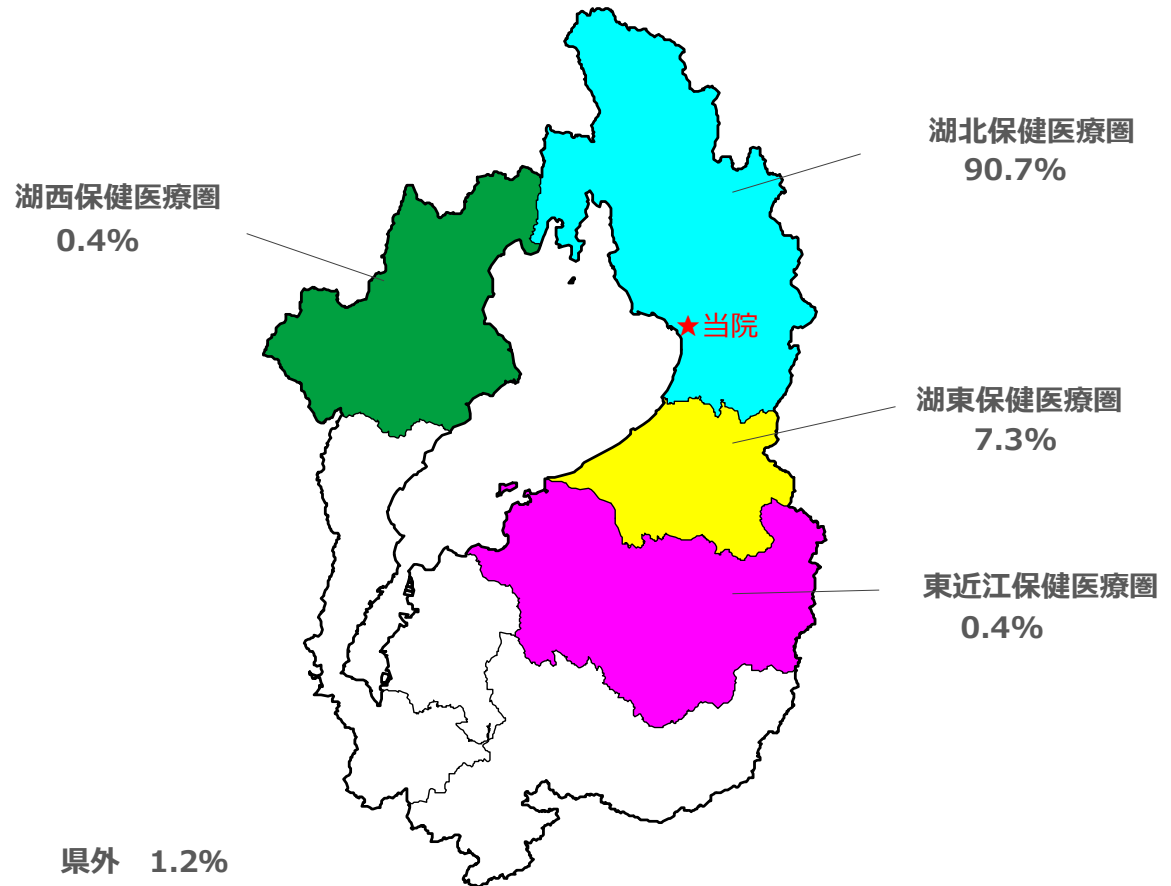 湖北保健医療圏
90.7%
湖西保健医療圏
0.4%
★当院
湖東保健医療圏
7.3%
東近江保健医療圏
0.4%
県外 1.2%